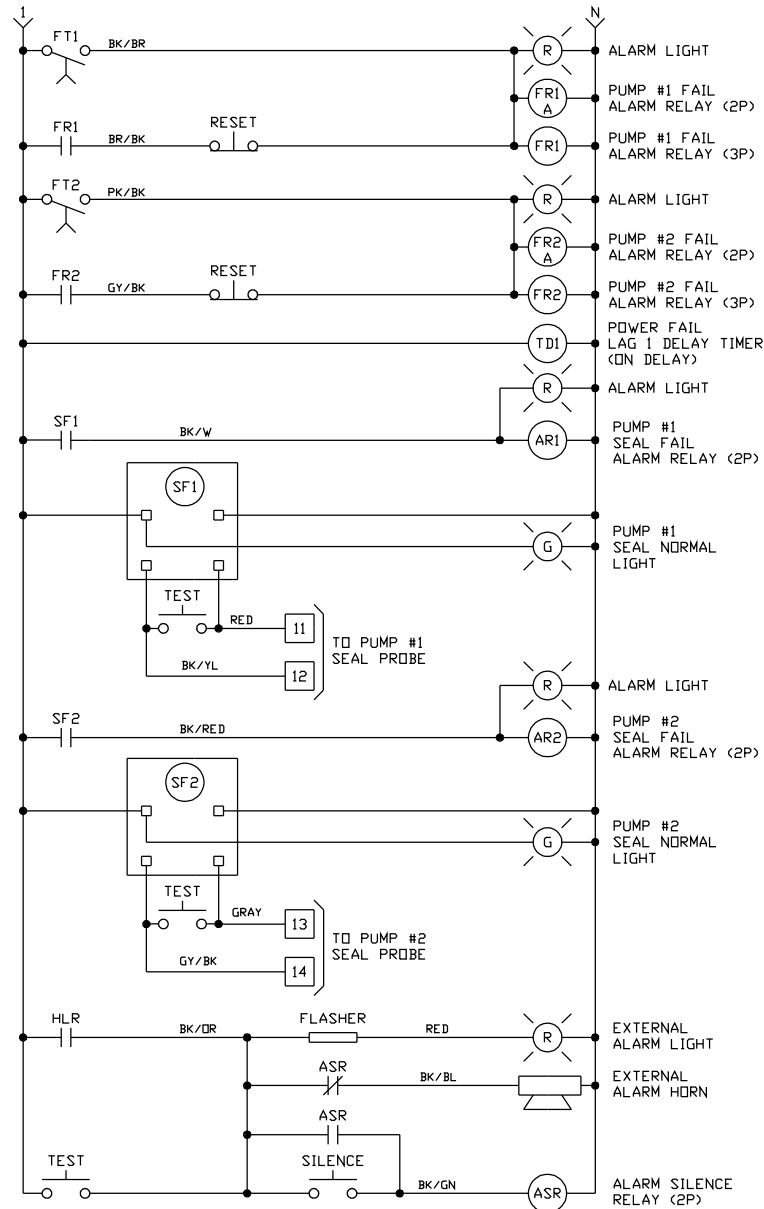 1 N
FT1 BK/BR R ALARM LIGHT
FR1 A PUMP #1 FAIL
ALARM RELAY (2P)
FR1 BR/BK RESET FR1 PUMP #1 FAIL
ALARM RELAY (3P)
FT2 PK/BK R ALARM LIGHT
FR2 A PUMP #2 FAIL
ALARM RELAY (2P)
FR2 GY/BK RESET FR2 PUMP #2 FAIL
ALARM RELAY (3P)
TD1 POWER FAIL
LAG 1 DELAY TIMER
(ON DELAY)
R ALARM LIGHT
SF1 BK/W AR1 PUMP #1
SEAL FAIL
ALARM RELAY (2P)
SF1
G PUMP #1
SEAL NORMAL
LIGHT
TEST RED 11
BK/YL 12
TO PUMP #1
SEAL PROBE
R ALARM LIGHT
SF2 BK/RED AR2 PUMP #2
SEAL FAIL
ALARM RELAY (2P)
SF2
G PUMP #2
SEAL NORMAL
LIGHT
TEST GRAY 13
GY/BK 14
TO PUMP #2
SEAL PROBE
HLR BK/OR FLASHER RED R EXTERNAL
ALARM LIGHT
ASR BK/BL EXTERNAL
ALARM HORN
ASR
TEST SILENCE BK/GN ASR ALARM SILENCE
RELAY (2P)